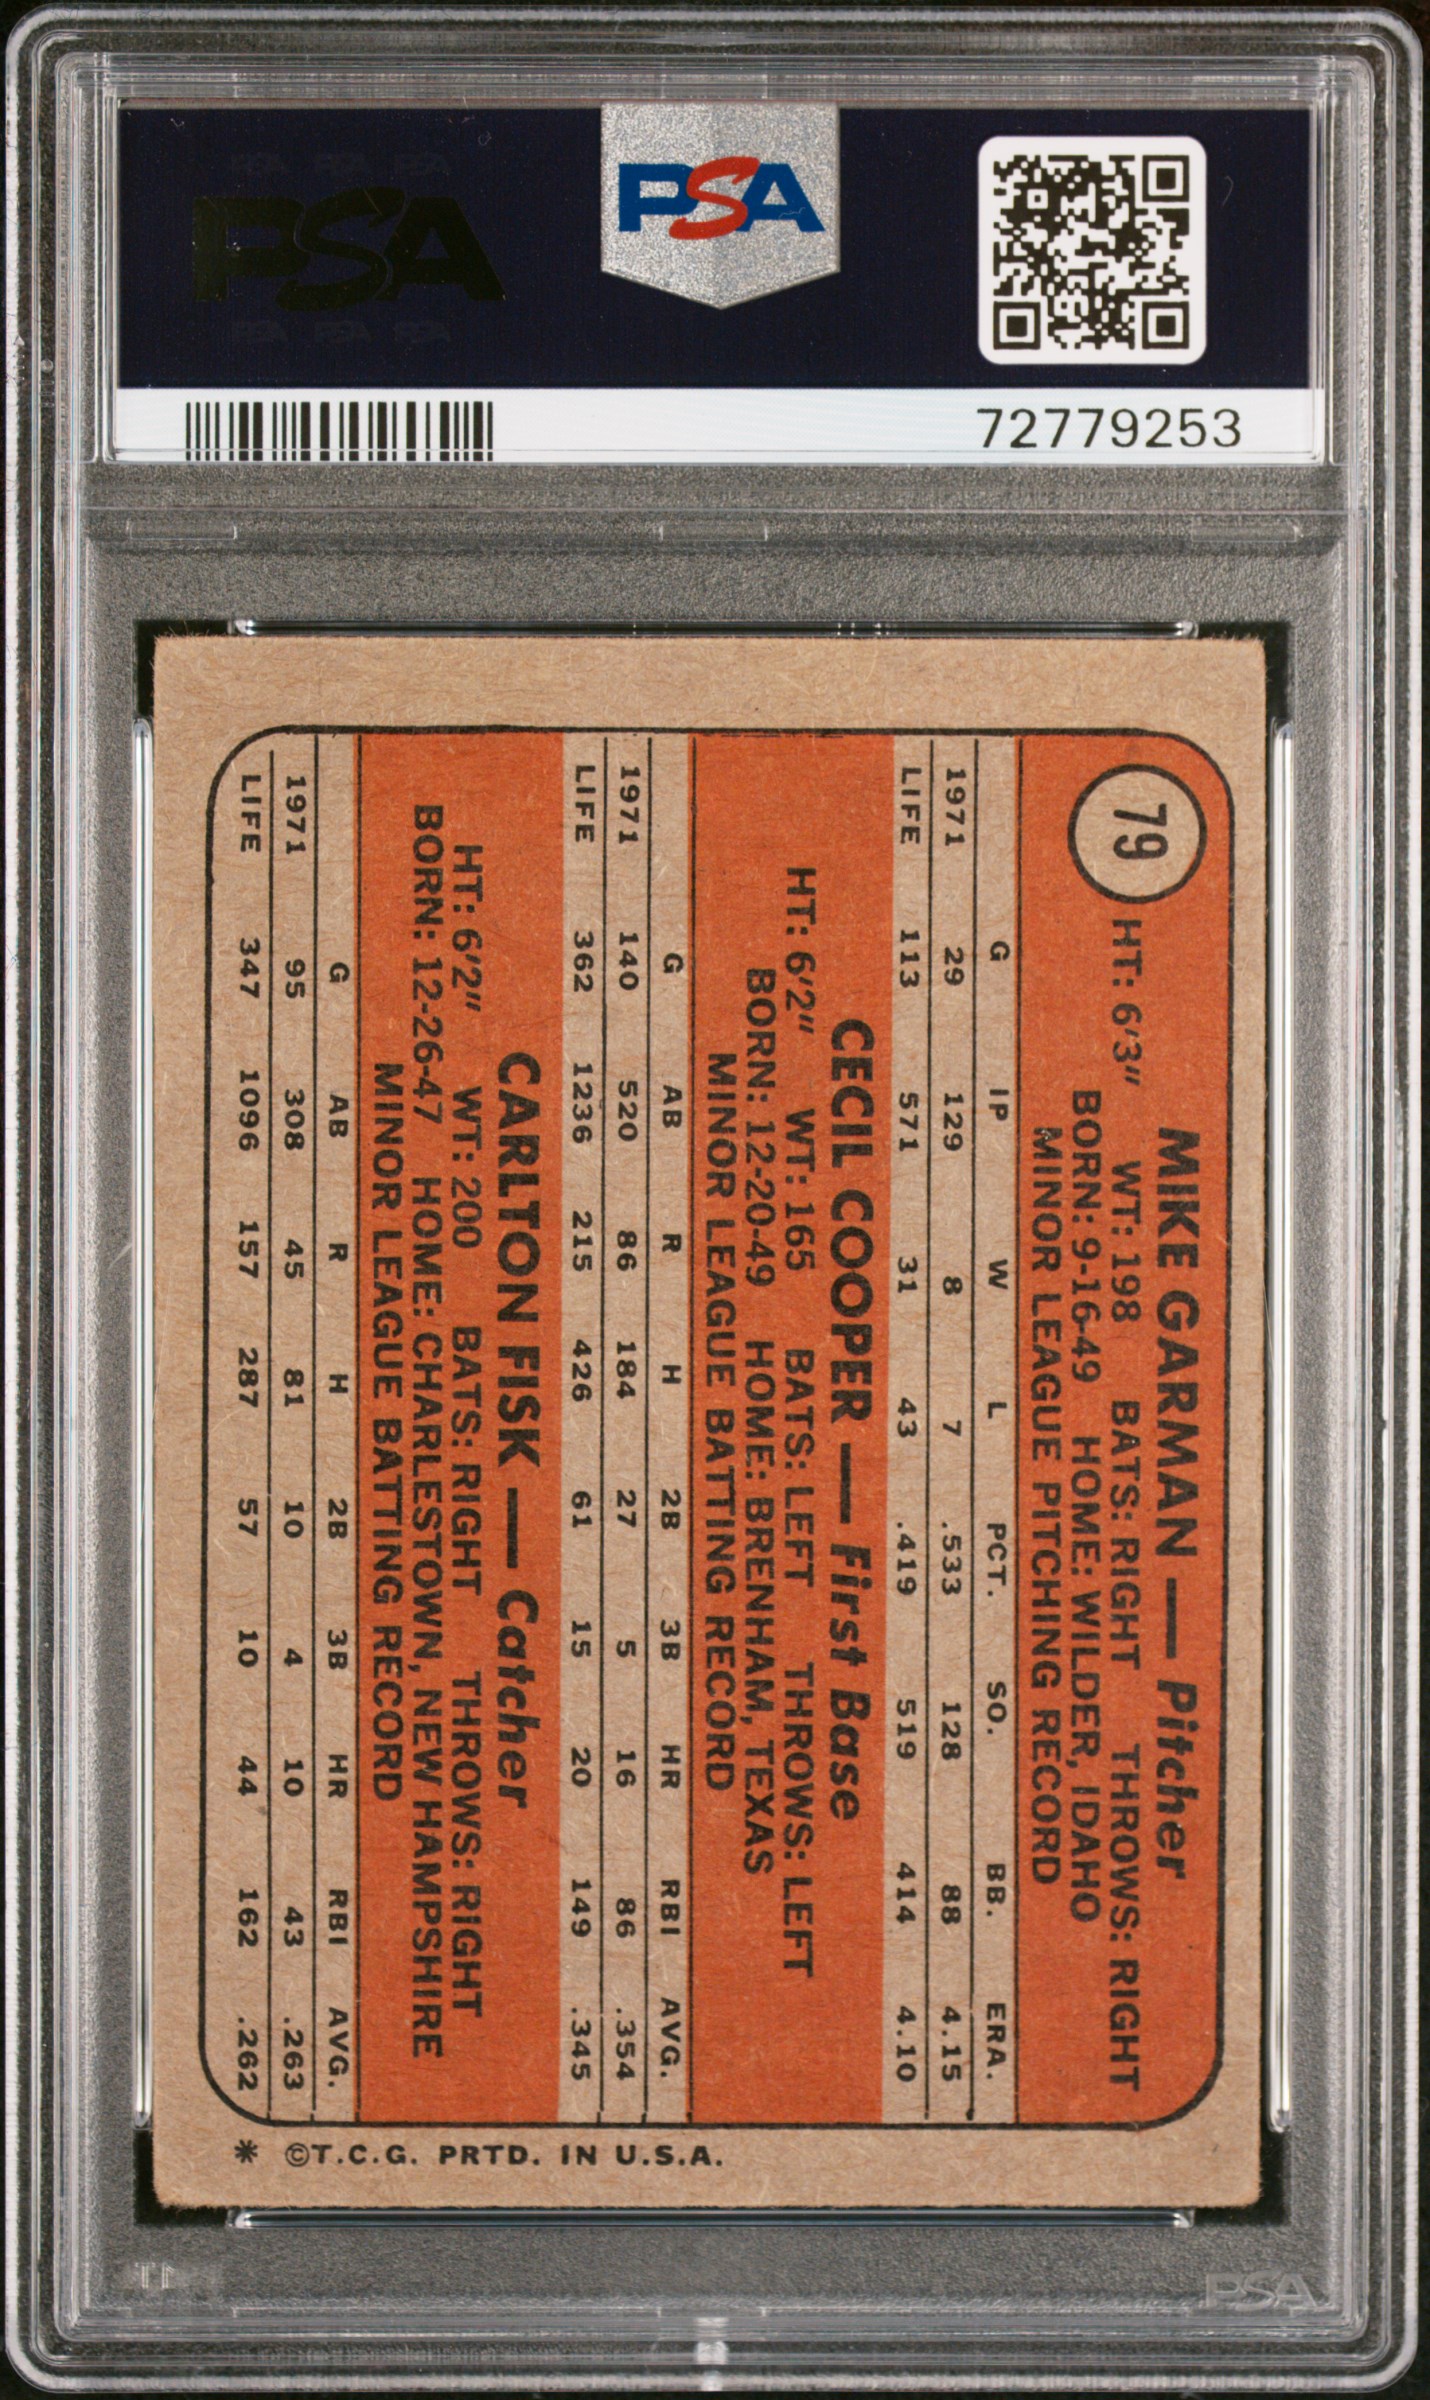 PSA
PSA
72779253
79
MIKE GARMAN — Pitcher
HT: 6'3" WT: 198 BATS: RIGHT THROWS: RIGHT
BORN: 9-16-49 HOME: WILDER, IDAHO
MINOR LEAGUE PITCHING RECORD
G IP W L PCT. SO. BB. ERA.
1971 29 129 8 7 .533 128 88 4.15
LIFE 113 571 31 43 .419 519 414 4.10
CECIL COOPER — First Base
HT: 6'2" WT: 165 BATS: LEFT THROWS: LEFT
BORN: 12-20-49 HOME: BRENHAM, TEXAS
MINOR LEAGUE BATTING RECORD
G AB R H 2B 3B HR RBI AVG.
1971 140 520 86 184 27 5 16 86 .354
LIFE 362 1236 215 426 61 15 20 149 .345
CARLTON FISK — Catcher
HT: 6'2" WT: 200 BATS: RIGHT THROWS: RIGHT
BORN: 12-26-47 HOME: CHARLESTOWN, NEW HAMPSHIRE
MINOR LEAGUE BATTING RECORD
G AB R H 2B 3B HR RBI AVG.
1971 95 308 45 81 10 4 10 43 .263
LIFE 347 1096 157 287 57 10 44 162 .262
* ©T.C.G. PRTD. IN U.S.A.
PSA